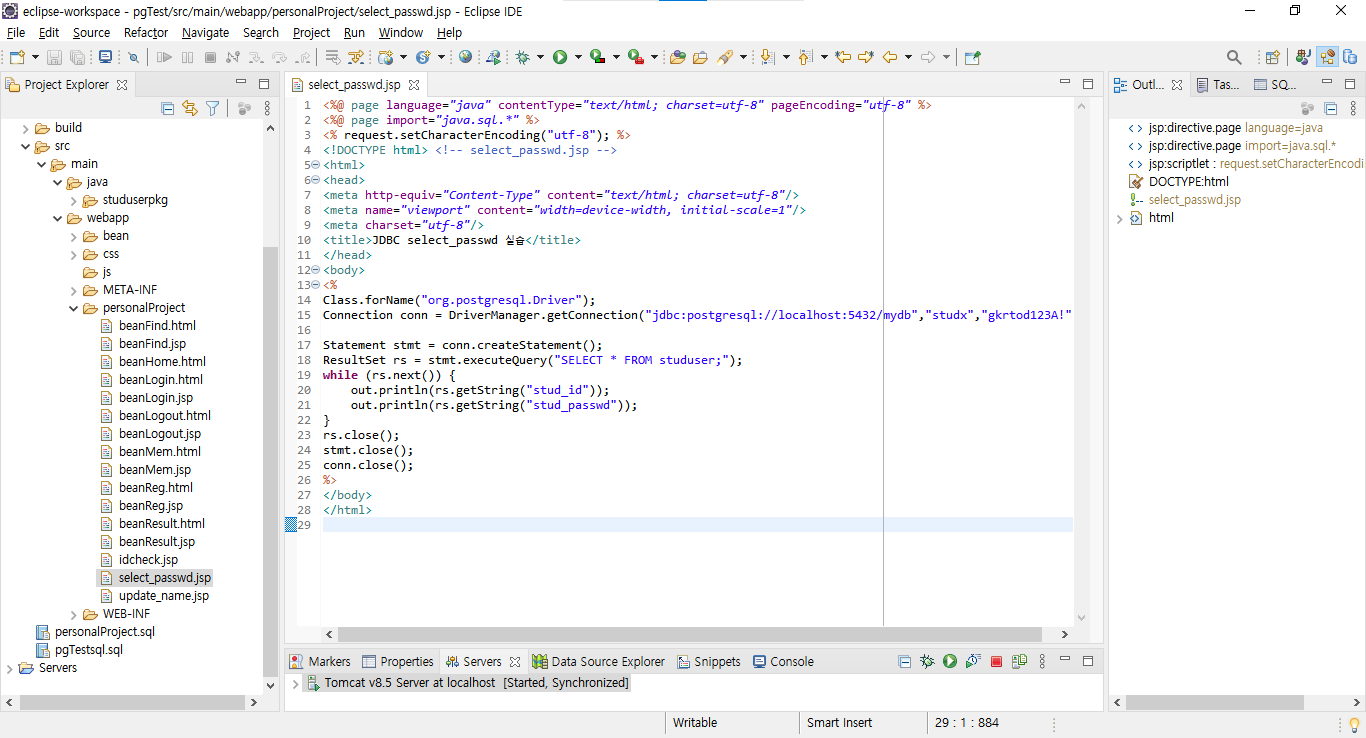 eclipse-workspace - pgTest/src/main/webapp/personalProject/select_passwd.jsp - Eclipse IDE
File Edit Source Refactor Navigate Search Project Run Window Help
Project Explorer
build
src
main
java
studuserpkg
webapp
bean
css
js
META-INF
personalProject
beanFind.html
beanFind.jsp
beanHome.html
beanLogin.html
beanLogin.jsp
beanLogout.html
beanLogout.jsp
beanMem.html
beanMem.jsp
beanReg.html
beanReg.jsp
beanResult.html
beanResult.jsp
idcheck.jsp
select_passwd.jsp
update_name.jsp
WEB-INF
personalProject.sql
pgTestsql.sql
Servers
select_passwd.jsp
1 <%@ page language="java" contentType="text/html; charset=utf-8" pageEncoding="utf-8" %>
2 <%@ page import="java.sql.*" %>
3 <% request.setCharacterEncoding("utf-8"); %>
4 <!DOCTYPE html> <!-- select_passwd.jsp -->
5 <html>
6 <head>
7 <meta http-equiv="Content-Type" content="text/html; charset=utf-8"/>
8 <meta name="viewport" content="width=device-width, initial-scale=1"/>
9 <meta charset="utf-8"/>
10 <title>JDBC select_passwd 실습</title>
11 </head>
12 <body>
13 <%
14 Class.forName("org.postgresql.Driver");
15 Connection conn = DriverManager.getConnection("jdbc:postgresql://localhost:5432/mydb","studx","gkrtod123A!"
16
17 Statement stmt = conn.createStatement();
18 ResultSet rs = stmt.executeQuery("SELECT * FROM studuser;");
19 while (rs.next()) {
20 out.println(rs.getString("stud_id"));
21 out.println(rs.getString("stud_passwd"));
22 }
23 rs.close();
24 stmt.close();
25 conn.close();
26 %>
27 </body>
28 </html>
29
Outl... Tas... SQ...
jsp:directive.page language=java
jsp:directive.page import=java.sql.*
jsp:scriptlet : request.setCharacterEncodi
DOCTYPE:html
select_passwd.jsp
html
Markers Properties Servers Data Source Explorer Snippets Console
Tomcat v8.5 Server at localhost [Started, Synchronized]
Writable Smart Insert 29 : 1 : 884